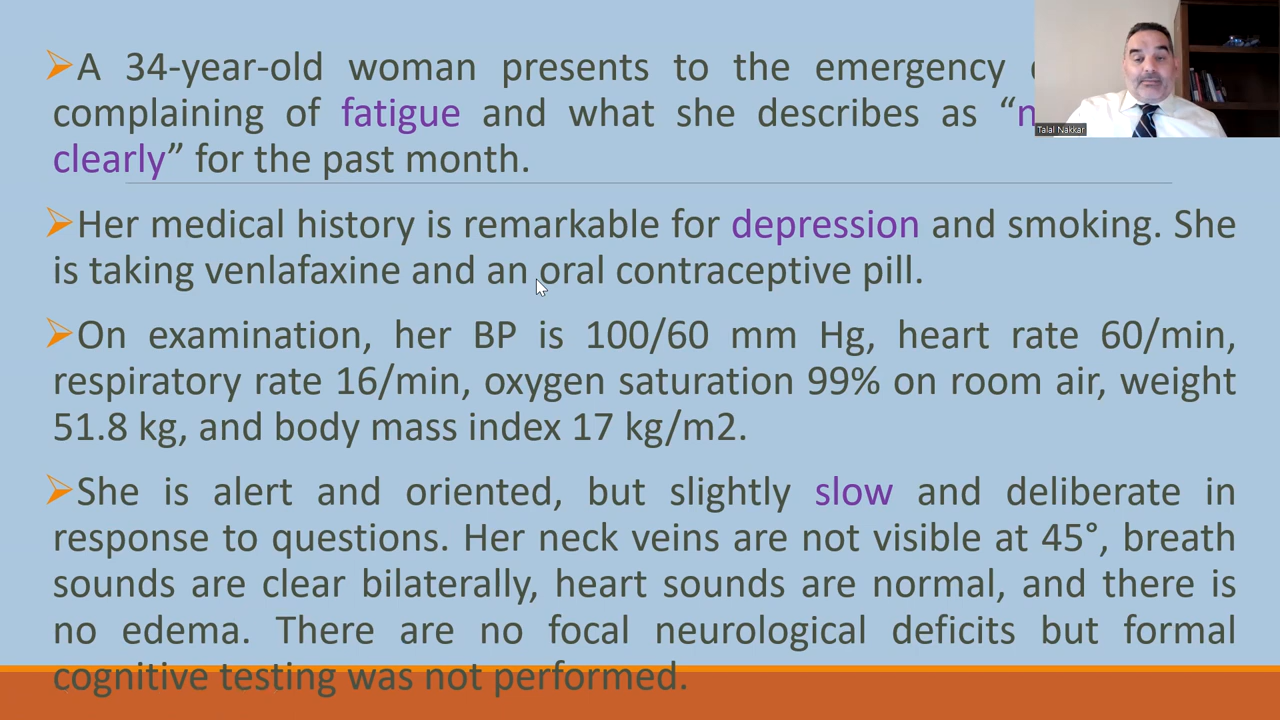 A 34-year-old woman presents to the emergency
complaining of fatigue and what she describes as “
clearly” for the past month.
Her medical history is remarkable for depression and smoking. She
is taking venlafaxine and an oral contraceptive pill.
On examination, her BP is 100/60 mm Hg, heart rate 60/min,
respiratory rate 16/min, oxygen saturation 99% on room air, weight
51.8 kg, and body mass index 17 kg/m2.
She is alert and oriented, but slightly slow and deliberate in
response to questions. Her neck veins are not visible at 45°, breath
sounds are clear bilaterally, heart sounds are normal, and there is
no edema. There are no focal neurological deficits but formal
cognitive testing was not performed.
Talal Nakkar